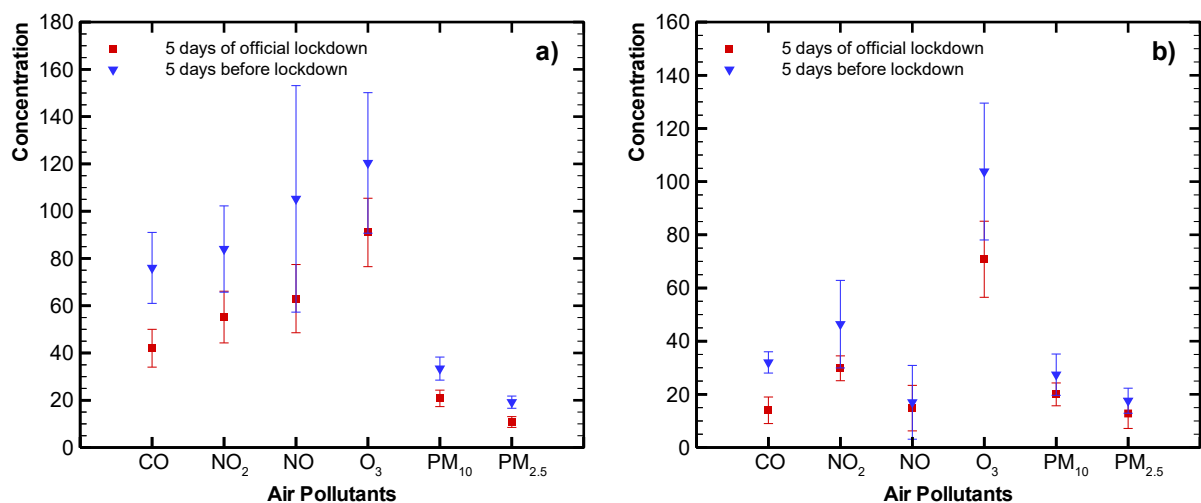 a)
5 days of official lockdown
5 days before lockdown
Concentration
180
160
140
120
100
80
60
40
20
0
CO NO₂ NO O₃ PM₁₀ PM₂.₅
Air Pollutants
b)
5 days of official lockdown
5 days before lockdown
Concentration
160
140
120
100
80
60
40
20
0
CO NO₂ NO O₃ PM₁₀ PM₂.₅
Air Pollutants